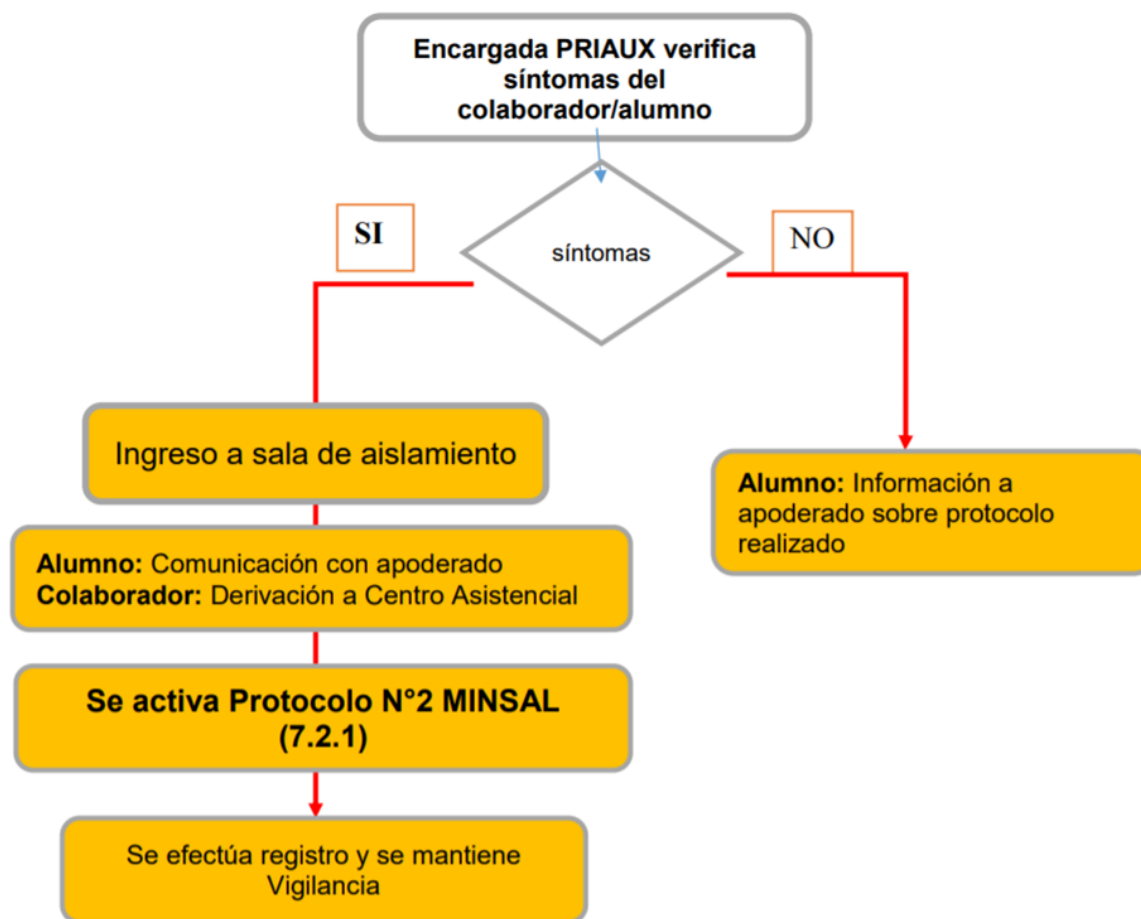 Encargada PRIAUX verifica
síntomas del
colaborador/alumno
SI
síntomas
NO
Ingreso a sala de aislamiento
Alumno: Información a
apoderado sobre protocolo
realizado
Alumno: Comunicación con apoderado
Colaborador: Derivación a Centro Asistencial
Se activa Protocolo N°2 MINSAL
(7.2.1)
Se efectúa registro y se mantiene
Vigilancia